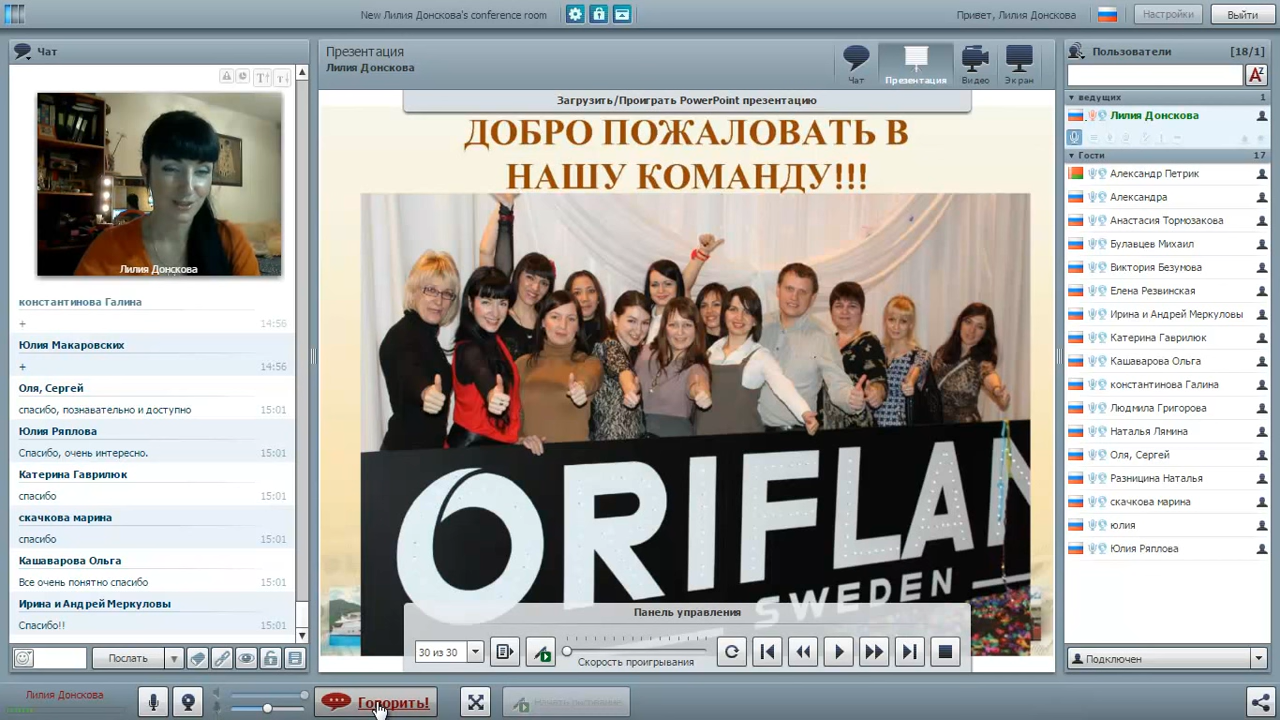 New Лилия Донскова's conference room
Привет, Лилия Донскова
Настройки
Выйти
Чат
Лилия Донскова
константинова Галина
+
14:56
Юлия Макаровских
+
14:56
Оля, Сергей
спасибо, познавательно и доступно
15:01
Юлия Ряплова
Спасибо, очень интересно.
15:01
Катерина Гаврилюк
спасибо
15:01
скачкова марина
спасибо
15:01
Кашаварова Ольга
Все очень понятно спасибо
15:01
Ирина и Андрей Меркуловы
Спасибо!!
15:01
Послать
Презентация
Лилия Донскова
Чат
Презентация
Видео
Экран
Загрузить/Проиграть PowerPoint презентацию
ДОБРО ПОЖАЛОВАТЬ В
НАШУ КОМАНДУ!!!
ORIFLAN
SWEDEN
Панель управления
30 из 30
Скорость проигрывания
Пользователи
[18/1]
ведущих
1
Лилия Донскова
Гости
17
Александр Петрик
Александра
Анастасия Тормозакова
Булавцев Михаил
Виктория Безумова
Елена Резвинская
Ирина и Андрей Меркуловы
Катерина Гаврилюк
Кашаварова Ольга
константинова Галина
Людмила Григорова
Наталья Лямина
Оля, Сергей
Разницина Наталья
скачкова марина
юлия
Юлия Ряплова
Подключен
Лилия Донскова
Говорить!